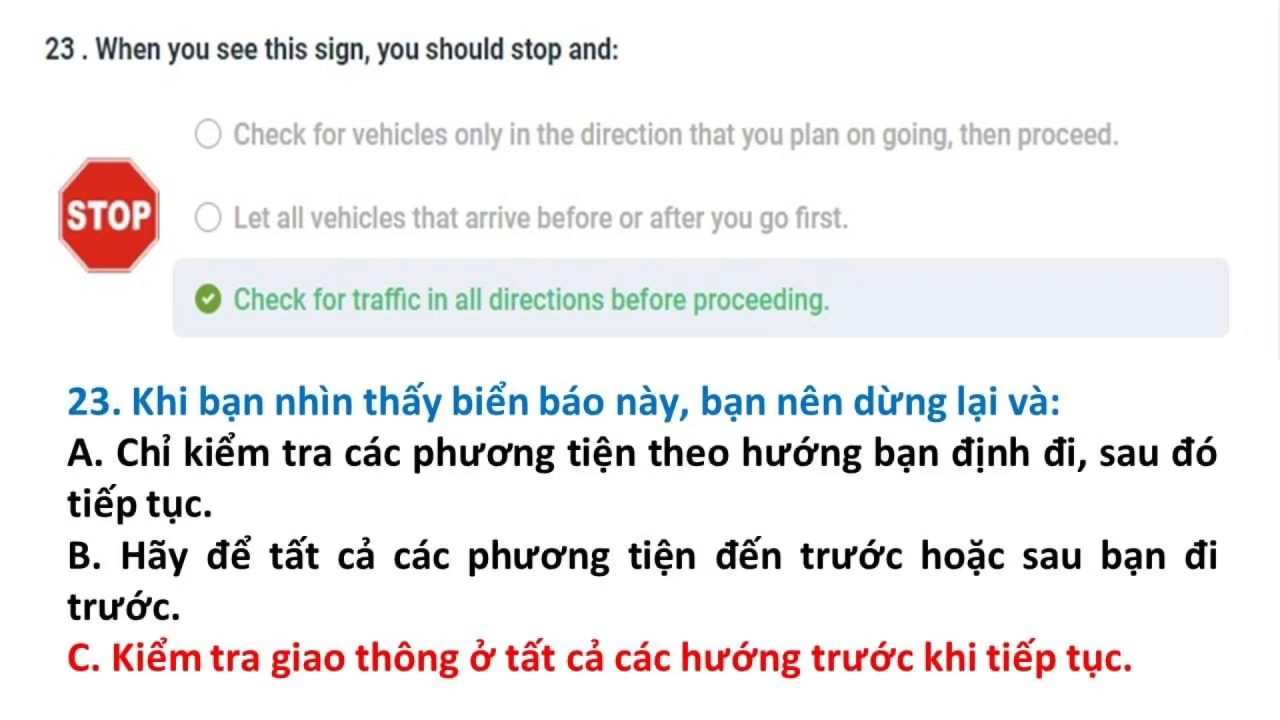 23 . When you see this sign, you should stop and:
Check for vehicles only in the direction that you plan on going, then proceed.
STOP
Let all vehicles that arrive before or after you go first.
Check for traffic in all directions before proceeding.
23. Khi bạn nhìn thấy biển báo này, bạn nên dừng lại và:
A. Chỉ kiểm tra các phương tiện theo hướng bạn định đi, sau đó
tiếp tục.
B. Hãy để tất cả các phương tiện đến trước hoặc sau bạn đi
trước.
C. Kiểm tra giao thông ở tất cả các hướng trước khi tiếp tục.